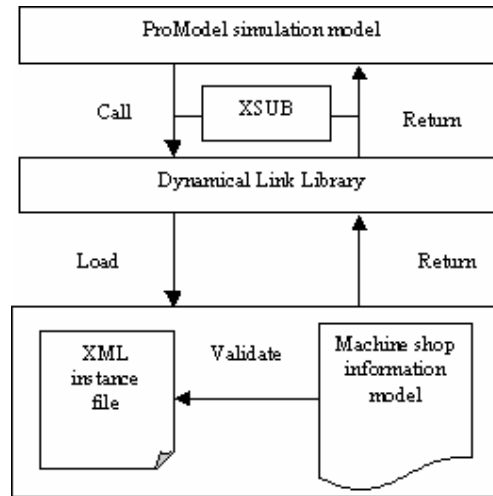 ProModel simulation model
Call
XSUB
Return
Dynamical Link Library
Load
Return
XML
instance
file
Validate
Machine shop
information
model